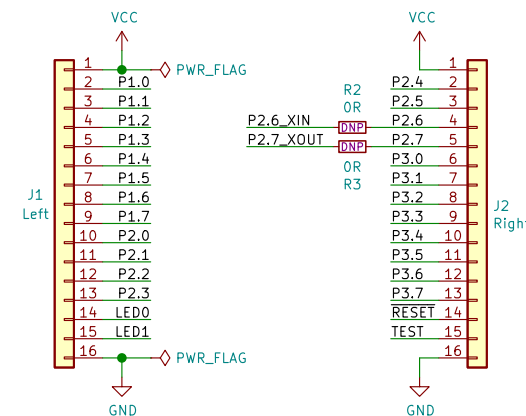 VCC
1 PWR_FLAG
2 P1.0
3 P1.1
4 P1.2
5 P1.3
6 P1.4
7 P1.5
8 P1.6
9 P1.7
10 P2.0
11 P2.1
12 P2.2
13 P2.3
14 LED0
15 LED1
16 PWR_FLAG
J1
Left
GND
VCC
R2
0R
P2.6_XIN DNP
P2.7_XOUT DNP
0R
R3
1
P2.4 2
P2.5 3
P2.6 4
P2.7 5
P3.0 6
P3.1 7
P3.2 8
P3.3 9
P3.4 10
P3.5 11
P3.6 12
P3.7 13
RESET 14
TEST 15
16
J2
Right
GND